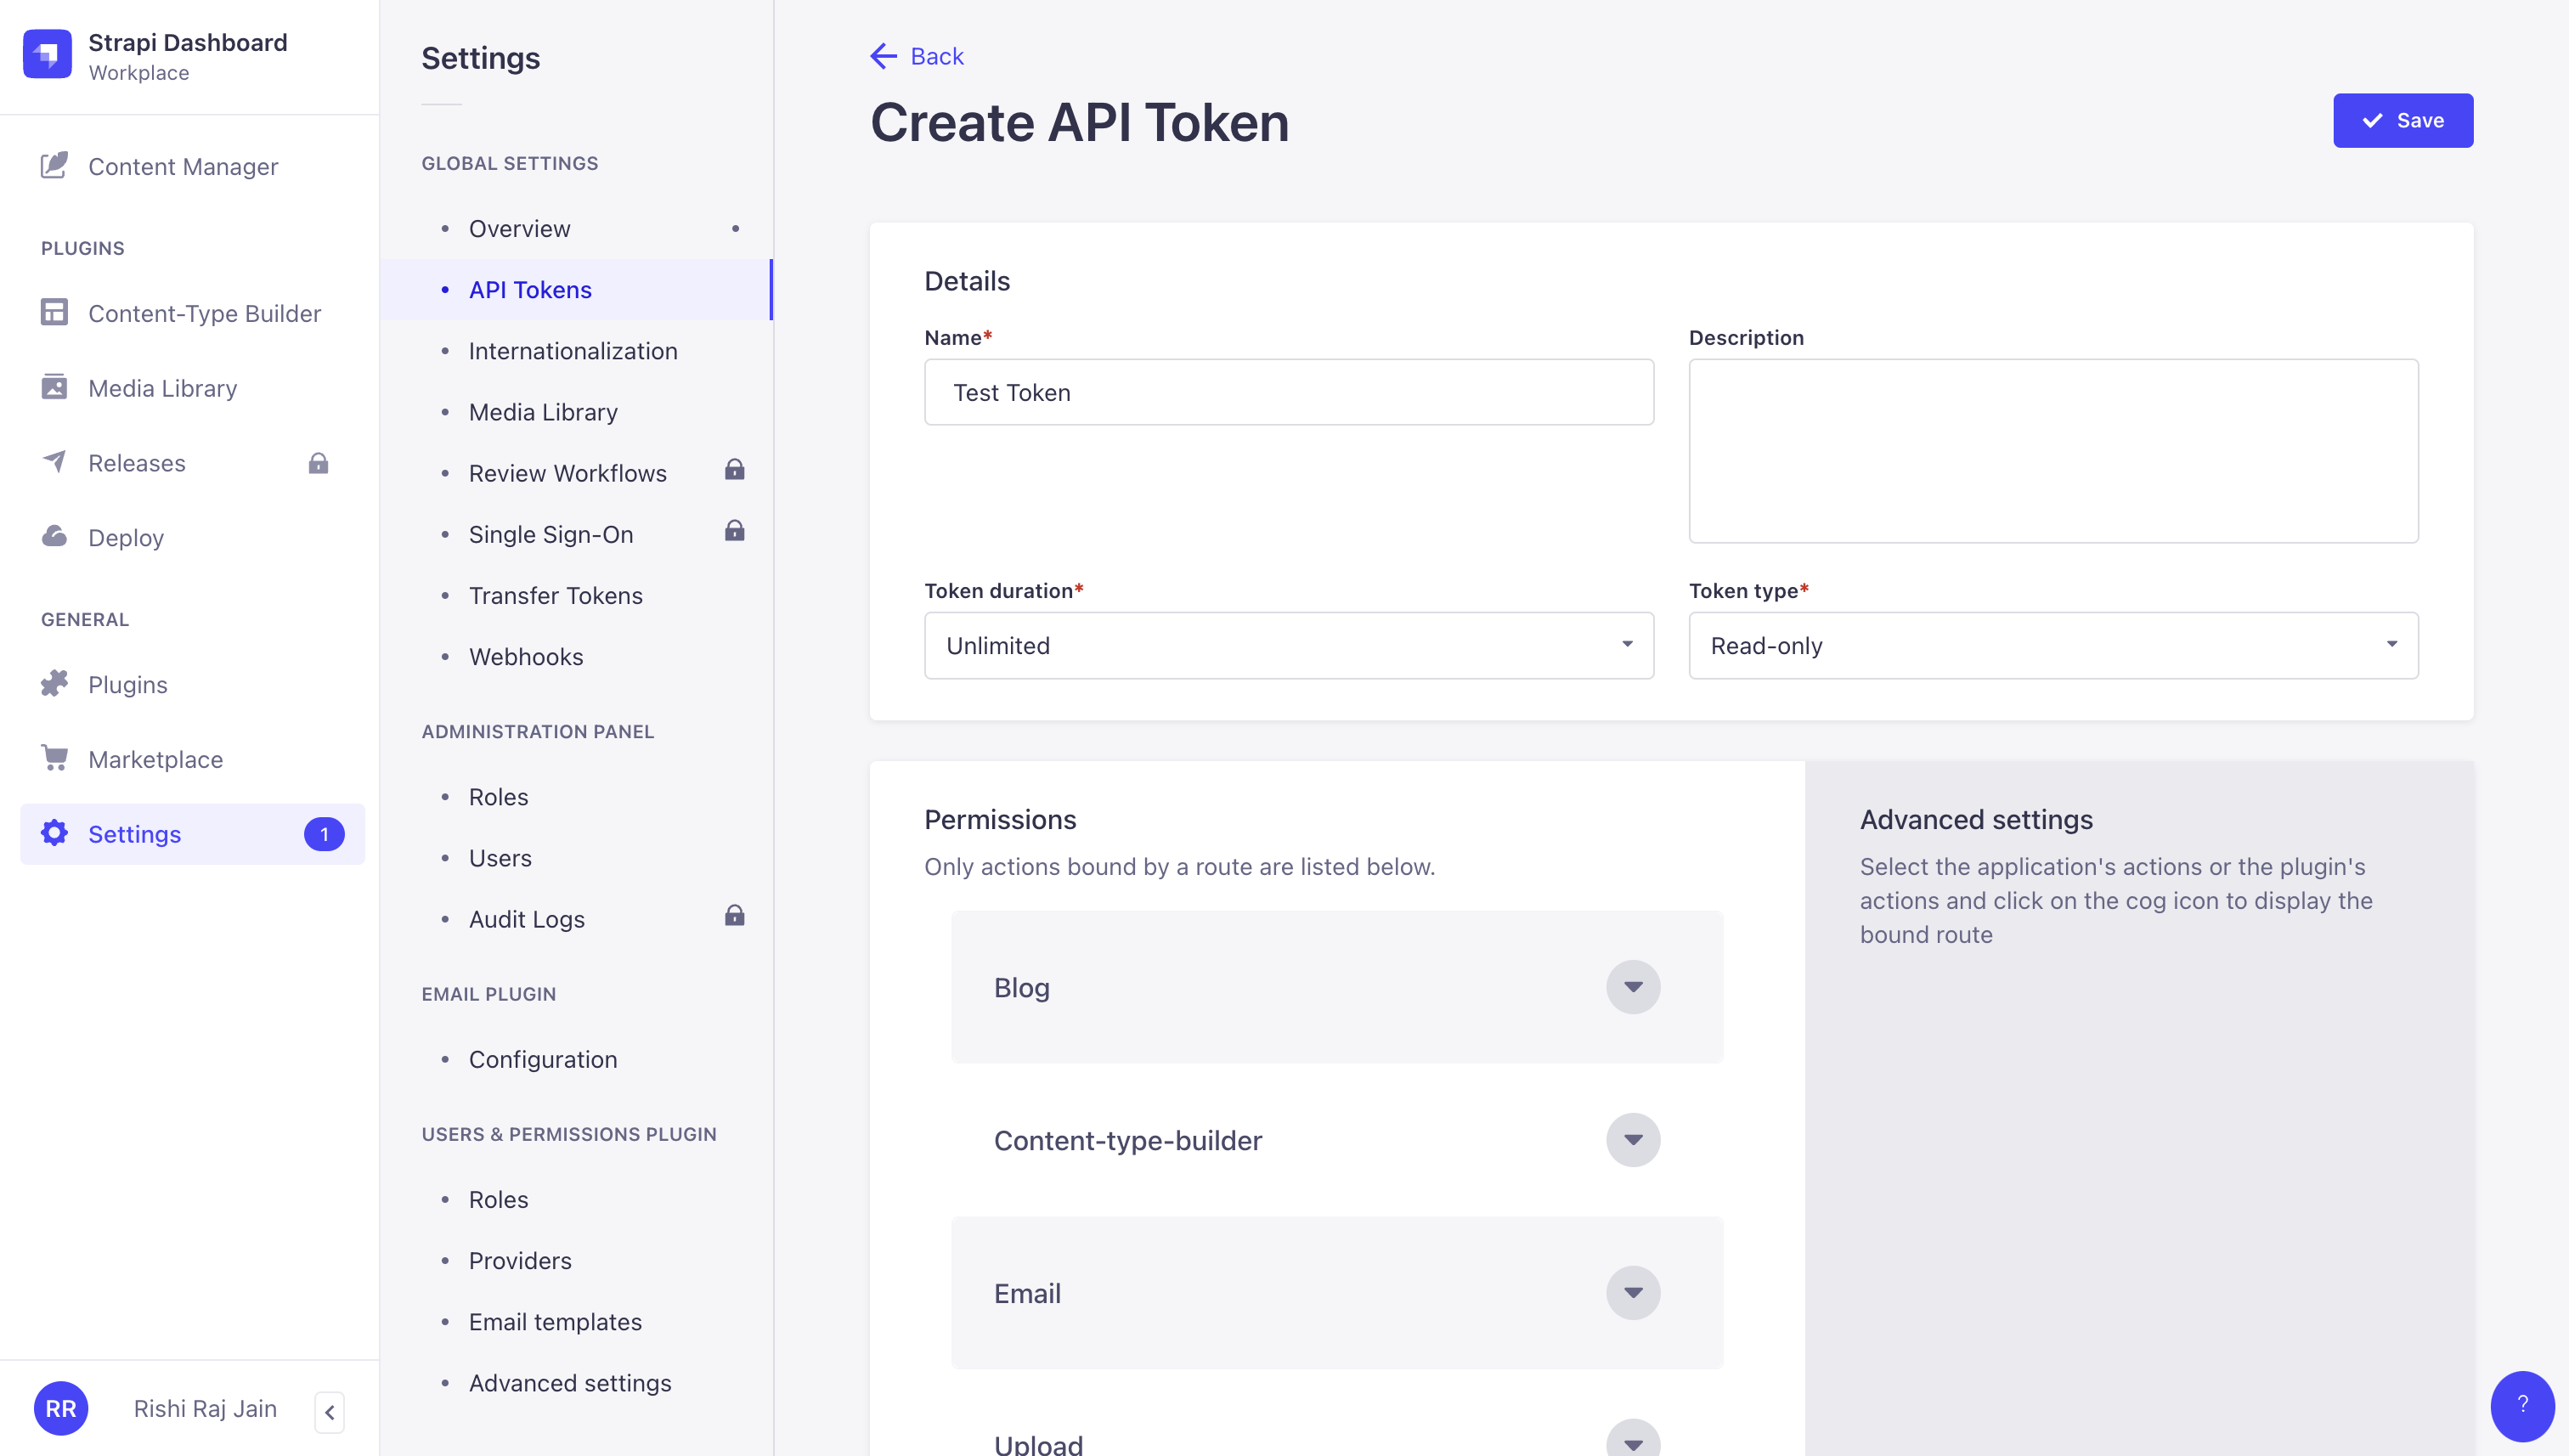 Strapi Dashboard
Workplace
Content Manager
PLUGINS
Content-Type Builder
Media Library
Releases
Deploy
GENERAL
Plugins
Marketplace
Settings
1
RR
Rishi Raj Jain
Settings
GLOBAL SETTINGS
Overview
API Tokens
Internationalization
Media Library
Review Workflows
Single Sign-On
Transfer Tokens
Webhooks
ADMINISTRATION PANEL
Roles
Users
Audit Logs
EMAIL PLUGIN
Configuration
USERS & PERMISSIONS PLUGIN
Roles
Providers
Email templates
Advanced settings
Back
Create API Token
Save
Details
Name*
Test Token
Description
Token duration*
Unlimited
Token type*
Read-only
Permissions
Only actions bound by a route are listed below.
Blog
Content-type-builder
Email
Upload
Advanced settings
Select the application's actions or the plugin's
actions and click on the cog icon to display the
bound route
?